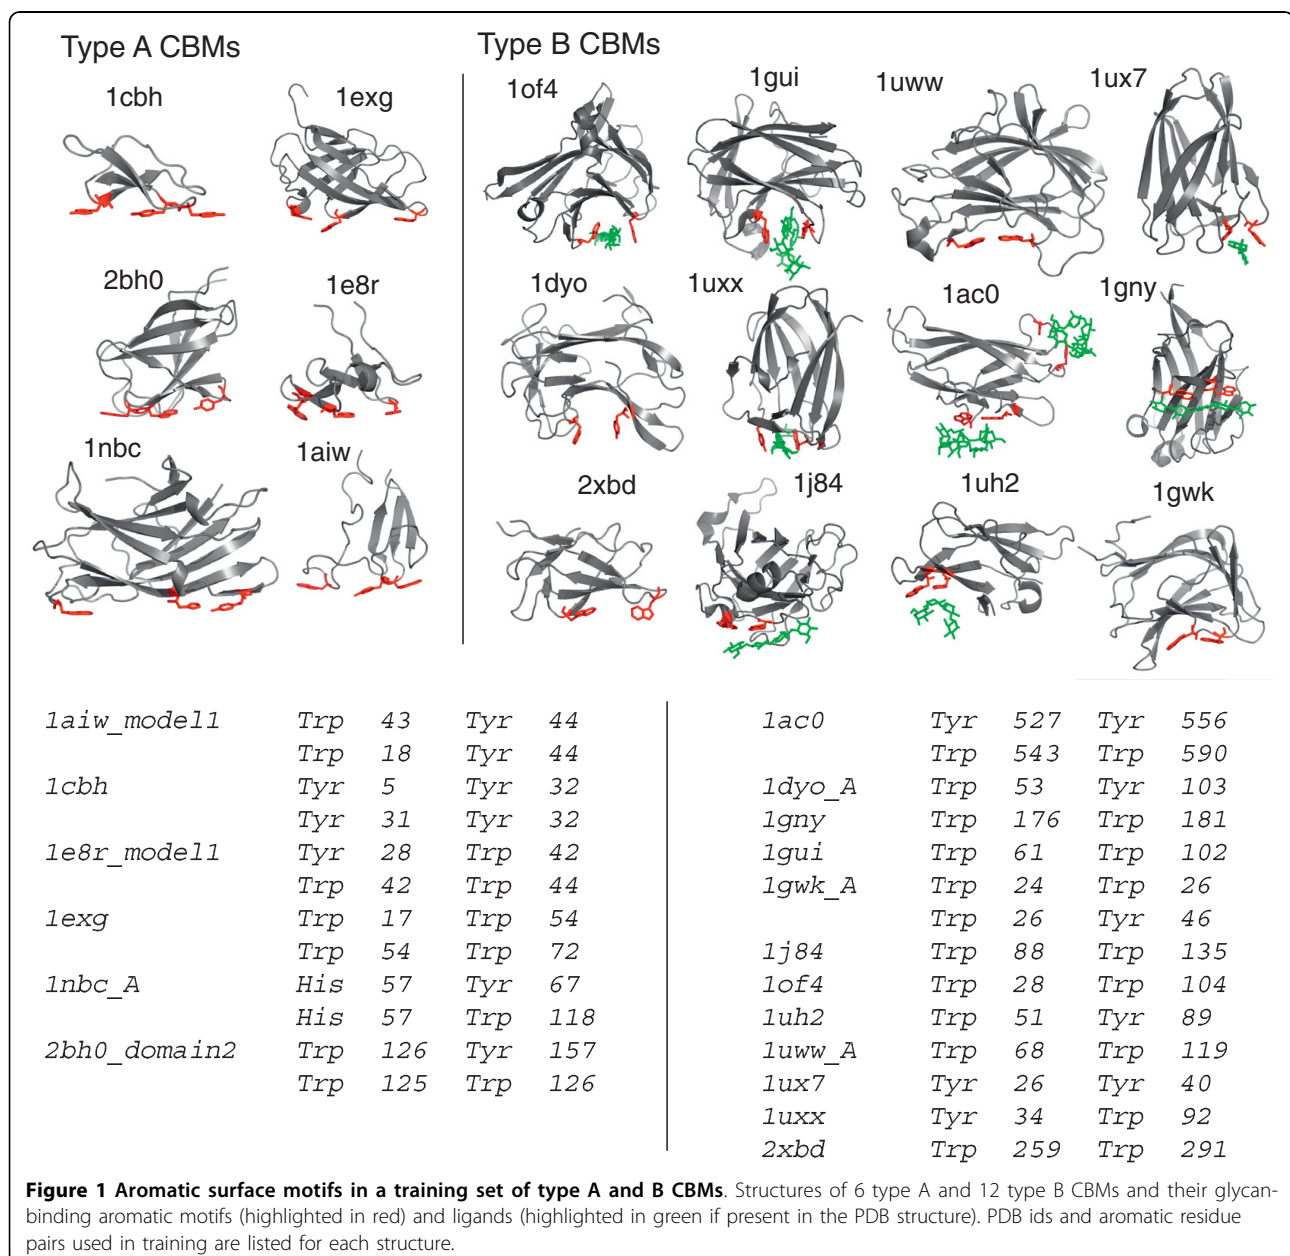 Type A CBMs
Type B CBMs
1cbh
1exg
1of4
1gui
1uww
1ux7
2bh0
1e8r
1dyo
1uxx
1ac0
1gny
1nbc
1aiw
2xbd
1j84
1uh2
1gwk
1aiw_model1 Trp 43 Tyr 44
Trp 18 Tyr 44
1cbh Tyr 5 Tyr 32
Tyr 31 Tyr 32
1e8r_model1 Tyr 28 Trp 42
Trp 42 Trp 44
1exg Trp 17 Trp 54
Trp 54 Trp 72
1nbc_A His 57 Tyr 67
His 57 Trp 118
2bh0_domain2 Trp 126 Tyr 157
Trp 125 Trp 126
1ac0 Tyr 527 Tyr 556
Trp 543 Trp 590
1dyo_A Trp 53 Tyr 103
1gny Trp 176 Trp 181
1gui Trp 61 Trp 102
1gwk_A Trp 24 Trp 26
Trp 26 Tyr 46
1j84 Trp 88 Trp 135
1of4 Trp 28 Trp 104
1uh2 Trp 51 Tyr 89
1uww_A Trp 68 Trp 119
1ux7 Tyr 26 Tyr 40
1uxx Tyr 34 Trp 92
2xbd Trp 259 Trp 291
Figure 1 Aromatic surface motifs in a training set of type A and B CBMs. Structures of 6 type A and 12 type B CBMs and their glycan-
binding aromatic motifs (highlighted in red) and ligands (highlighted in green if present in the PDB structure). PDB ids and aromatic residue
pairs used in training are listed for each structure.